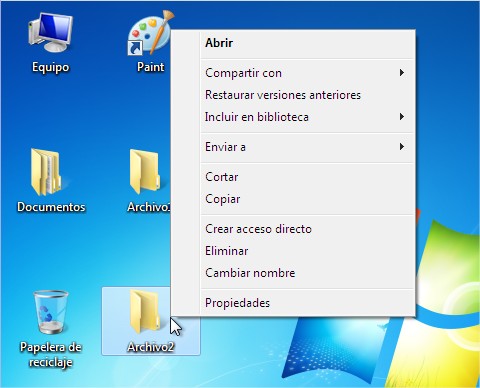 Equipo
Paint
Abrir
Compartir con
Restaurar versiones anteriores
Incluir en biblioteca
Enviar a
Cortar
Copiar
Crear acceso directo
Eliminar
Cambiar nombre
Propiedades
Documentos
Archivo
Papelera de
reciclaje
Archivo2